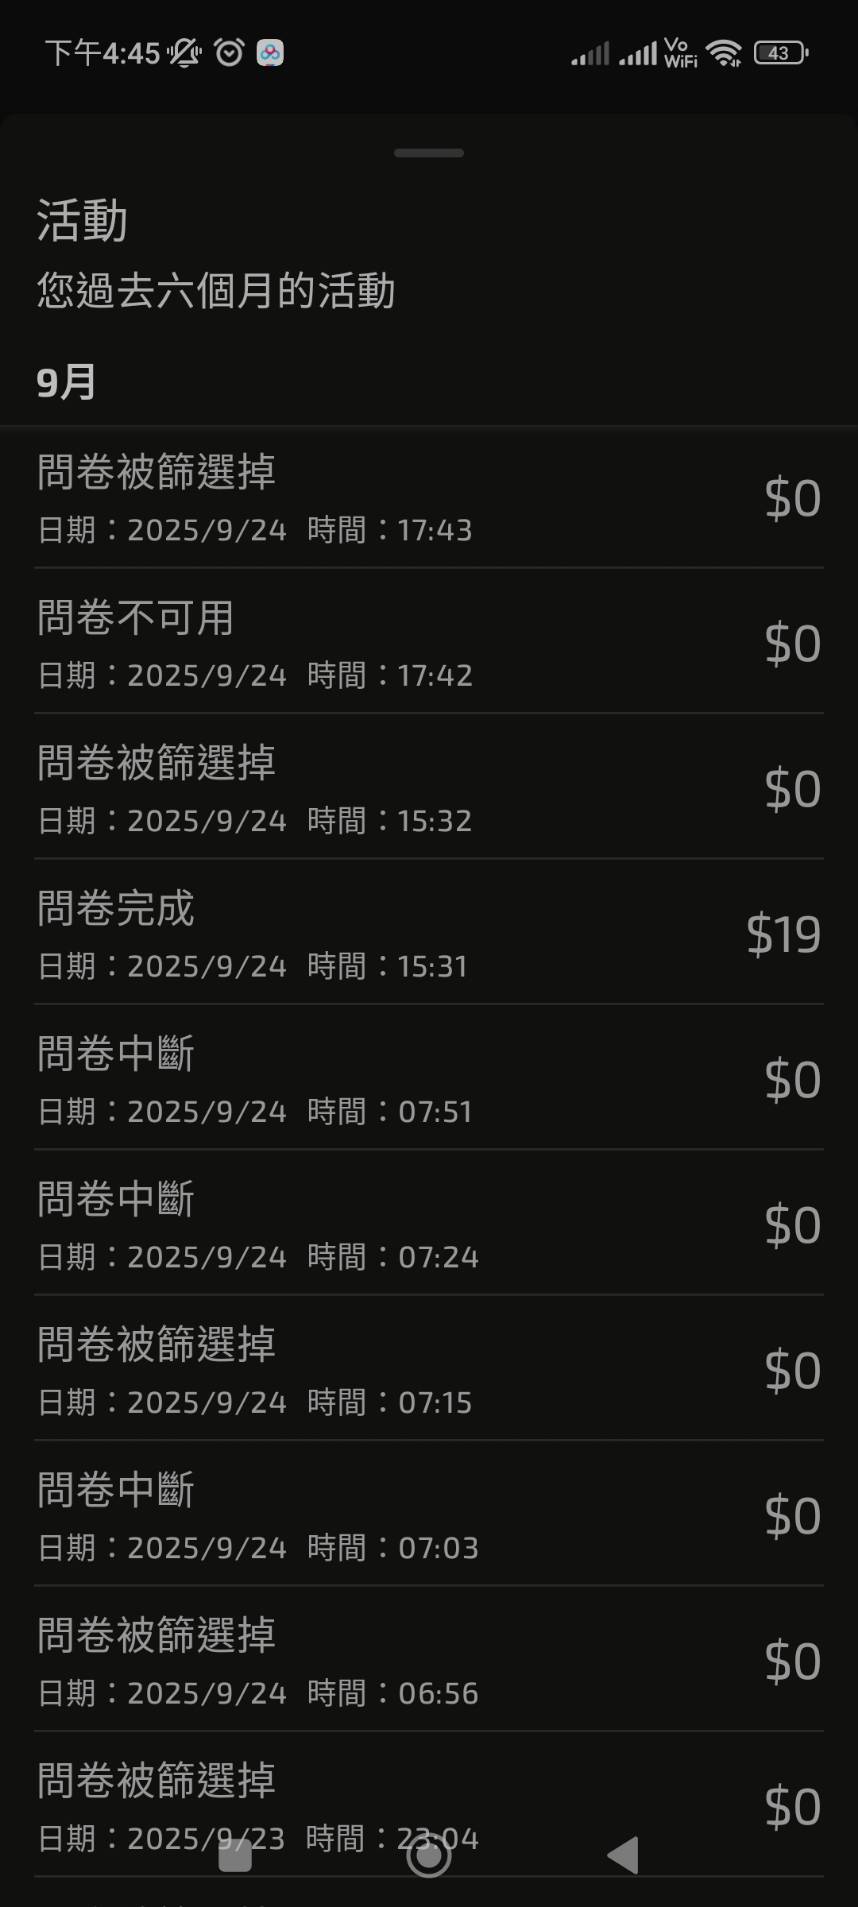 下午4:45
Vo
WiFi
43
活動
您過去六個月的活動
9月
問卷被篩選掉
$0
日期：2025/9/24 時間：17:43
問卷不可用
$0
日期：2025/9/24 時間：17:42
問卷被篩選掉
$0
日期：2025/9/24 時間：15:32
問卷完成
$19
日期：2025/9/24 時間：15:31
問卷中斷
$0
日期：2025/9/24 時間：07:51
問卷中斷
$0
日期：2025/9/24 時間：07:24
問卷被篩選掉
$0
日期：2025/9/24 時間：07:15
問卷中斷
$0
日期：2025/9/24 時間：07:03
問卷被篩選掉
$0
日期：2025/9/24 時間：06:56
問卷被篩選掉
$0
日期：2025/9/23 時間：23:04